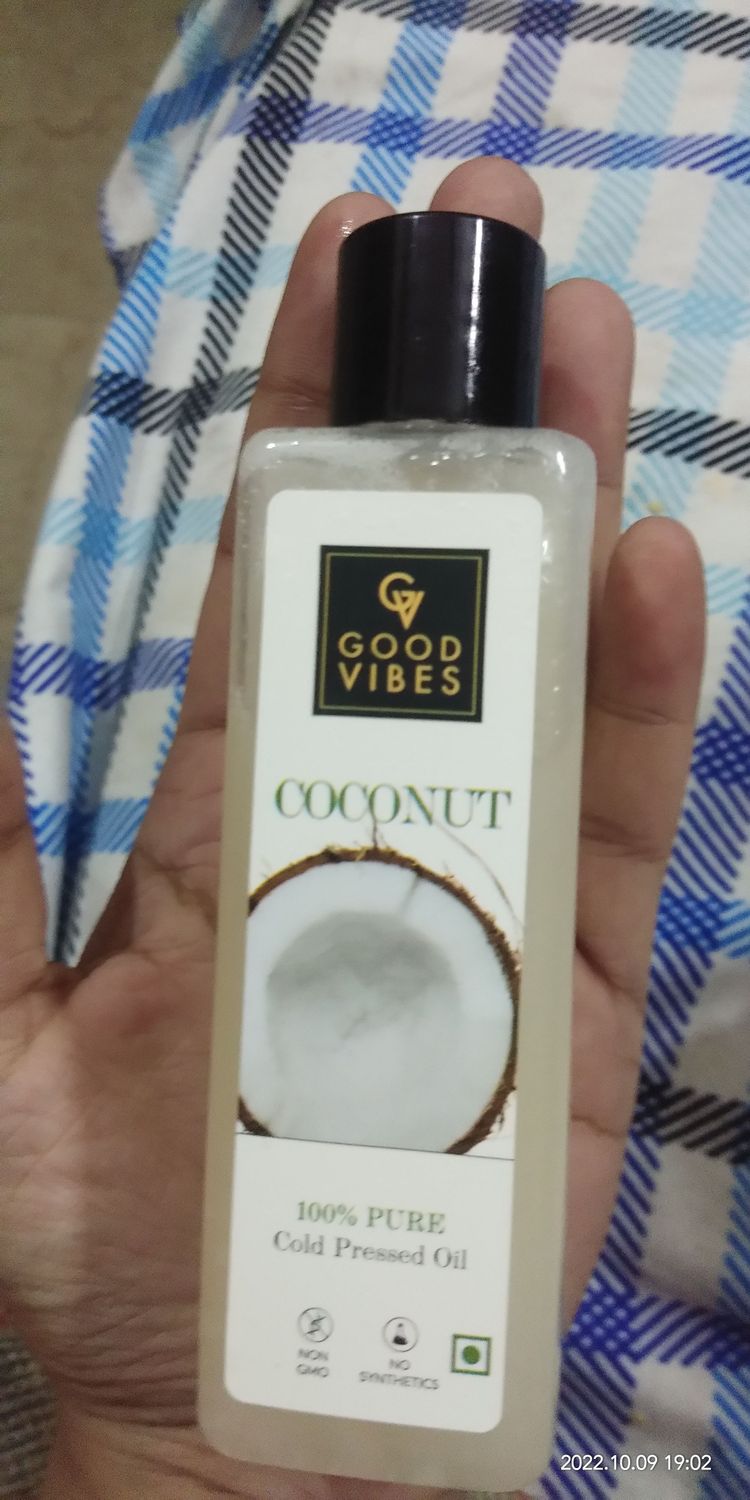 GV
GOOD
VIBES
COCONUT
100% PURE
Cold Pressed Oil
NON
GMO
NO
SYNTHETICS
2022.10.09 19:02